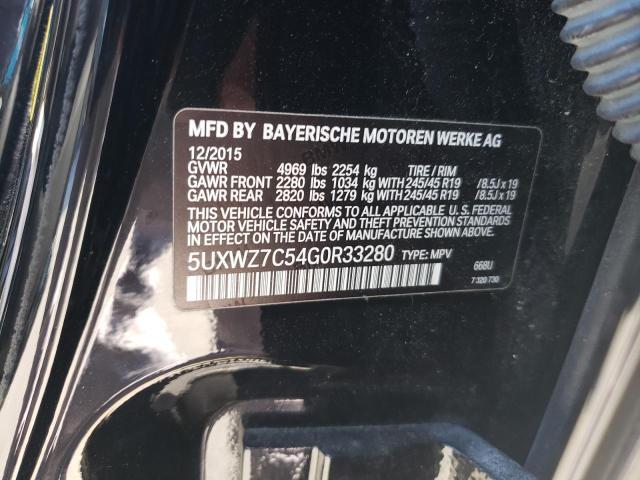 MFD BY BAYERISCHE MOTOREN WERKE AG
12/2015
GVWR 4969 lbs 2254 kg TIRE / RIM
GAWR FRONT 2280 lbs 1034 kg WITH 245/45 R19 / 8.5J x 19
GAWR REAR 2820 lbs 1279 kg WITH 245/45 R19 / 8.5J x 19
THIS VEHICLE CONFORMS TO ALL APPLICABLE U. S. FEDERAL
MOTOR VEHICLE SAFETY AND THEFT PREVENTION STANDARDS
IN EFFECT ON THE DATE OF MANUFACTURE SHOWN ABOVE.
5UXWZ7C54G0R33280 TYPE: MPV 668U
7 320 730